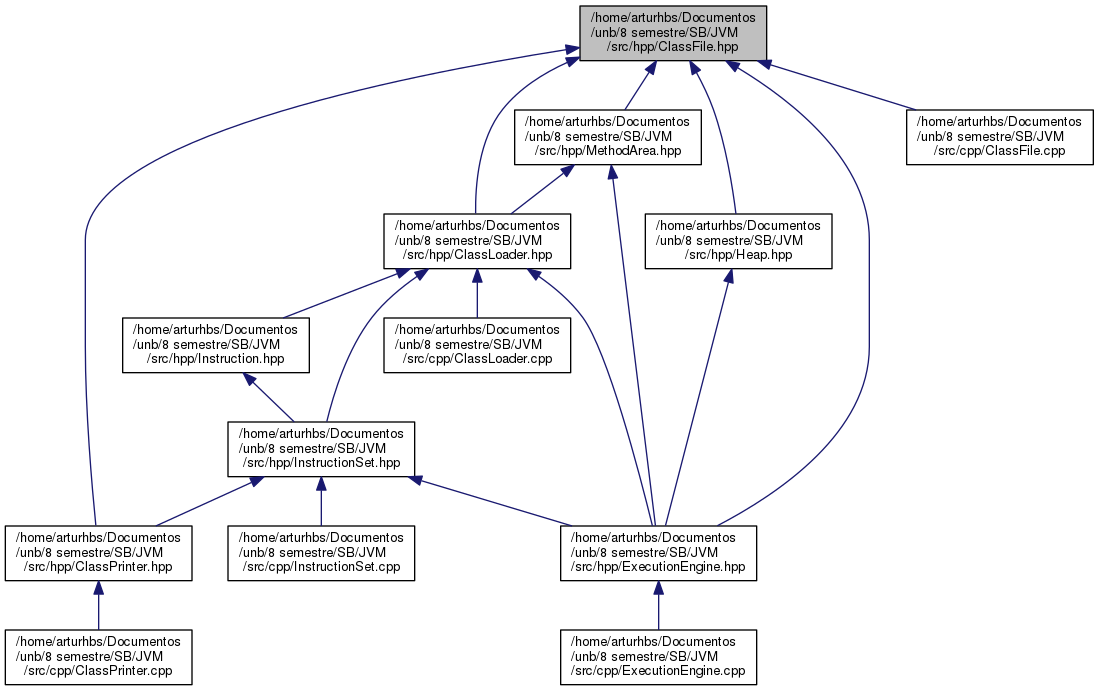 /home/arturhbs/Documentos
/unb/8 semestre/SB/JVM
/src/hpp/ClassFile.hpp
/home/arturhbs/Documentos
/unb/8 semestre/SB/JVM
/src/hpp/MethodArea.hpp
/home/arturhbs/Documentos
/unb/8 semestre/SB/JVM
/src/cpp/ClassFile.cpp
/home/arturhbs/Documentos
/unb/8 semestre/SB/JVM
/src/hpp/ClassLoader.hpp
/home/arturhbs/Documentos
/unb/8 semestre/SB/JVM
/src/hpp/Heap.hpp
/home/arturhbs/Documentos
/unb/8 semestre/SB/JVM
/src/hpp/Instruction.hpp
/home/arturhbs/Documentos
/unb/8 semestre/SB/JVM
/src/cpp/ClassLoader.cpp
/home/arturhbs/Documentos
/unb/8 semestre/SB/JVM
/src/hpp/InstructionSet.hpp
/home/arturhbs/Documentos
/unb/8 semestre/SB/JVM
/src/hpp/ClassPrinter.hpp
/home/arturhbs/Documentos
/unb/8 semestre/SB/JVM
/src/cpp/InstructionSet.cpp
/home/arturhbs/Documentos
/unb/8 semestre/SB/JVM
/src/hpp/ExecutionEngine.hpp
/home/arturhbs/Documentos
/unb/8 semestre/SB/JVM
/src/cpp/ClassPrinter.cpp
/home/arturhbs/Documentos
/unb/8 semestre/SB/JVM
/src/cpp/ExecutionEngine.cpp